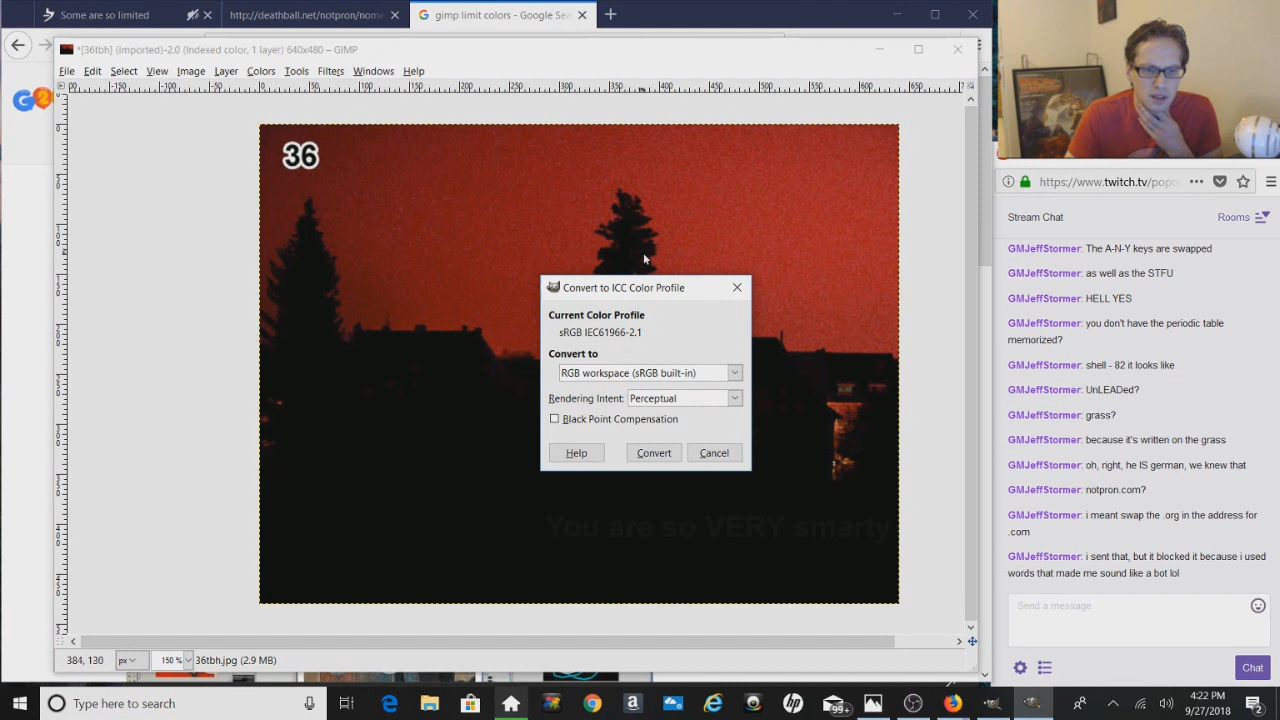 Some are so limited
http://deathball.net/notpron/nome
gimp limit colors - Google Sea
*[36tbh] (imported)-2.0 (Indexed color, 1 layer) 640x480 – GIMP
File Edit Select View Image Layer Colors Tools Filters Windows Help
36
Convert to ICC Color Profile
Current Color Profile
sRGB IEC61966-2.1
Convert to
RGB workspace (sRGB built-in)
Rendering Intent: Perceptual
Black Point Compensation
Help Convert Cancel
You are so VERY smarty
384, 130 px 150 % 36tbh.jpg (2.9 MB)
Type here to search
99+
4:22 PM
9/27/2018
2
https://www.twitch.tv/popo
Stream Chat Rooms
GMJeffStormer: The A-N-Y keys are swapped
GMJeffStormer: as well as the STFU
GMJeffStormer: HELL YES
GMJeffStormer: you don't have the periodic table
memorized?
GMJeffStormer: shell - 82 it looks like
GMJeffStormer: UnLEADed?
GMJeffStormer: grass?
GMJeffStormer: because it's written on the grass
GMJeffStormer: oh, right, he IS german, we knew that
GMJeffStormer: notpron.com?
GMJeffStormer: i meant swap the .org in the address for
.com
GMJeffStormer: i sent that, but it blocked it because i used
words that made me sound like a bot lol
Send a message
Chat